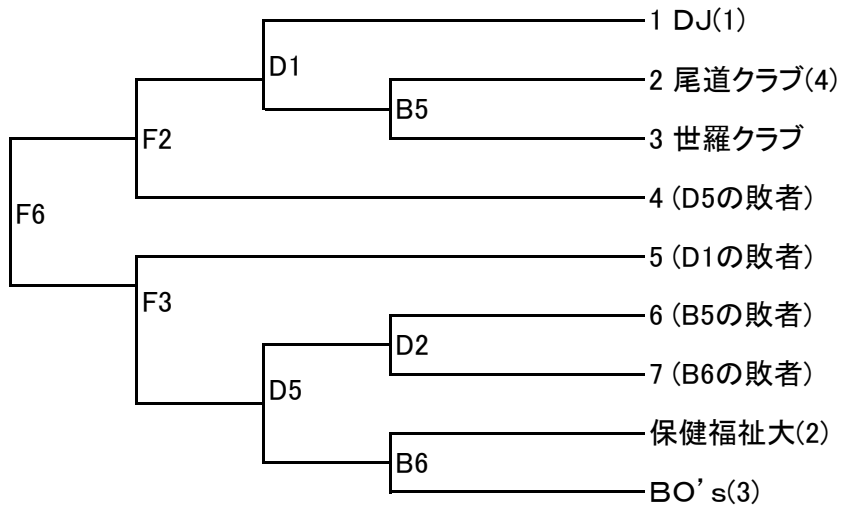 1 DJ(1)
D1
2 尾道クラブ(4)
B5
F2
3 世羅クラブ
4 (D5の敗者)
F6
5 (D1の敗者)
F3
6 (B5の敗者)
D2
7 (B6の敗者)
D5
保健福祉大(2)
B6
BO’s(3)